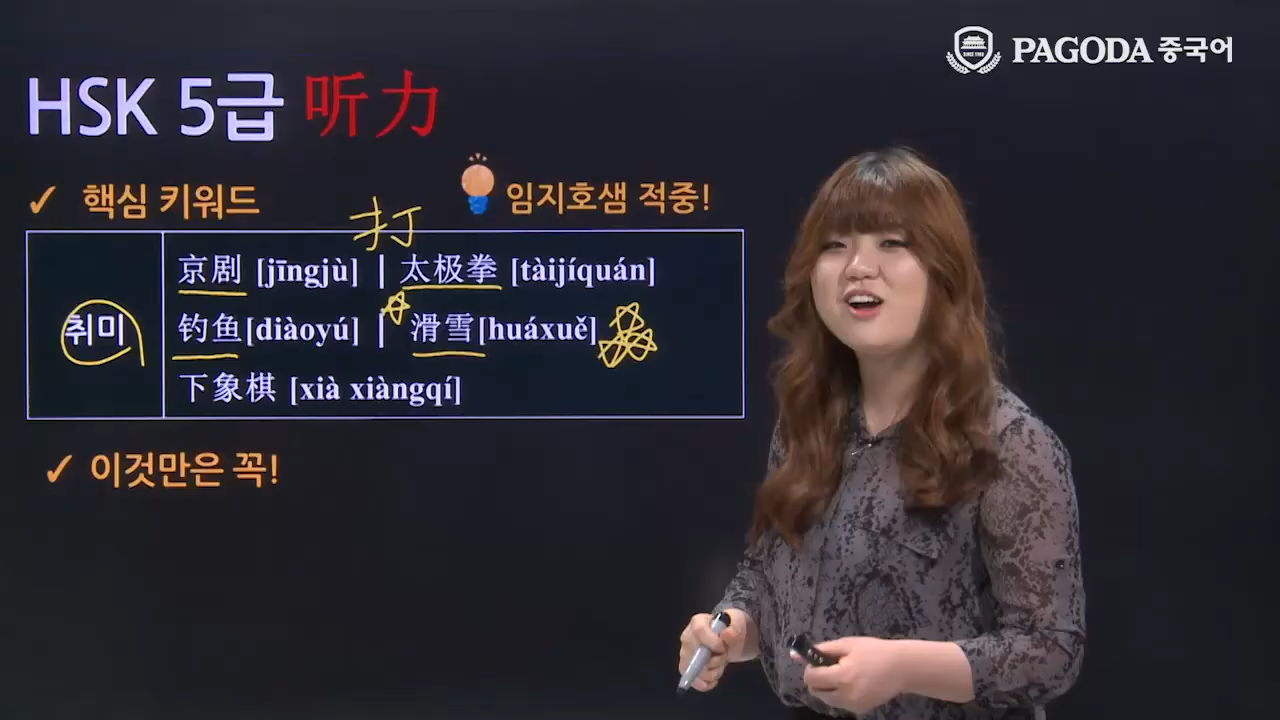 PAGODA 중국어
HSK 5급 听力
✓ 핵심 키워드
임지호샘 적중!
打
취미
京剧 [jīngjù] | 太极拳 [tàijíquán]
钓鱼[diàoyú] | 滑雪[huáxuě]
下象棋 [xià xiàngqí]
✓ 이것만은 꼭!